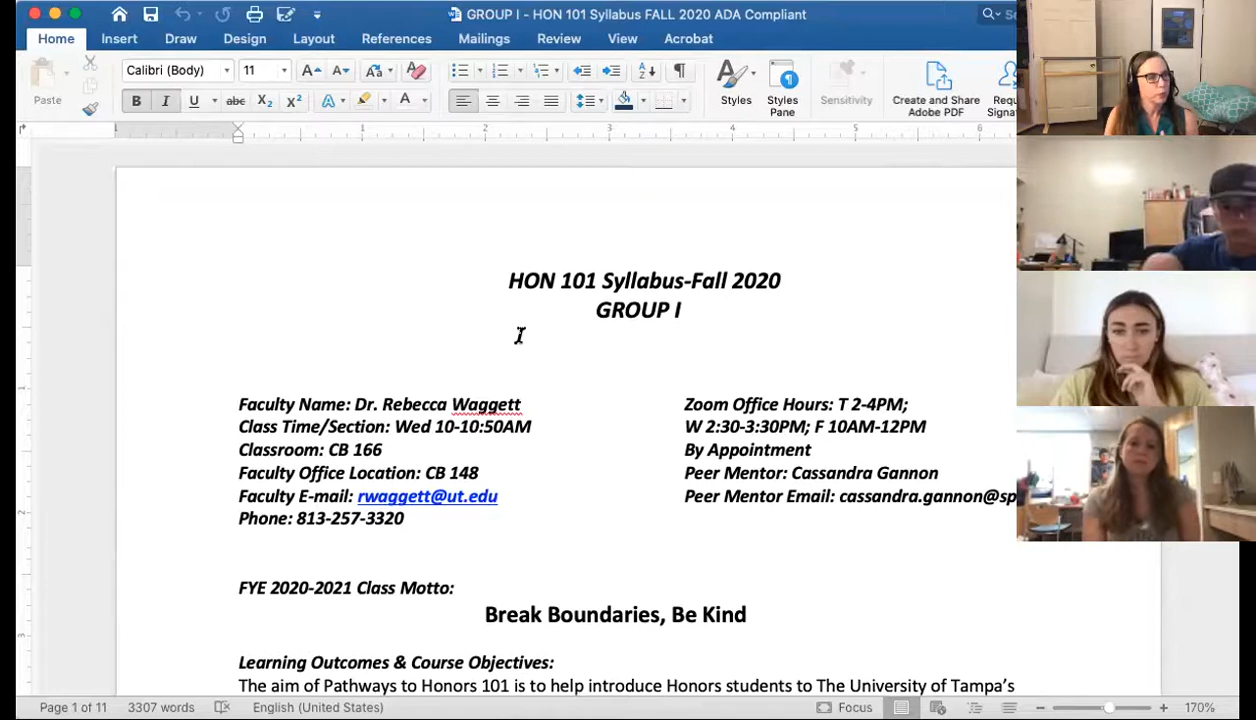 GROUP I - HON 101 Syllabus FALL 2020 ADA Compliant
Home Insert Draw Design Layout References Mailings Review View Acrobat
Paste
Calibri (Body) 11
Styles
Styles Pane
Sensitivity
Create and Share Adobe PDF
HON 101 Syllabus-Fall 2020
GROUP I
Faculty Name: Dr. Rebecca Waggett
Class Time/Section: Wed 10-10:50AM
Classroom: CB 166
Faculty Office Location: CB 148
Faculty E-mail: rwaggett@ut.edu
Phone: 813-257-3320
Zoom Office Hours: T 2-4PM;
W 2:30-3:30PM; F 10AM-12PM
By Appointment
Peer Mentor: Cassandra Gannon
Peer Mentor Email: cassandra.gannon@sp
FYE 2020-2021 Class Motto:
Break Boundaries, Be Kind
Learning Outcomes & Course Objectives:
The aim of Pathways to Honors 101 is to help introduce Honors students to The University of Tampa's
Page 1 of 11 3307 words English (United States) Focus 170%